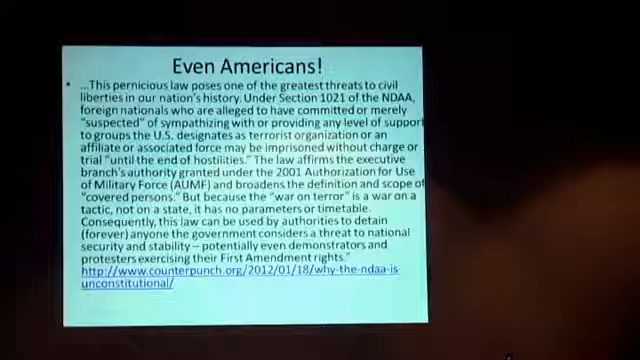 Even Americans!
• ...This pernicious law poses one of the greatest threats to civil
liberties in our nation's history. Under Section 1021 of the NDAA,
foreign nationals who are alleged to have committed or merely
"suspected" of sympathizing with or providing any level of support
to groups the U.S. designates as terrorist organization or an
affiliate or associated force may be imprisoned without charge or
trial "until the end of hostilities." The law affirms the executive
branch's authority granted under the 2001 Authorization for Use
of Military Force (AUMF) and broadens the definition and scope of
"covered persons." But because the "war on terror" is a war on a
tactic, not on a state, it has no parameters or timetable.
Consequently, this law can be used by authorities to detain
(forever) anyone the government considers a threat to national
security and stability – potentially even demonstrators and
protesters exercising their First Amendment rights."
http://www.counterpunch.org/2012/01/18/why-the-ndaa-is-
unconstitutional/